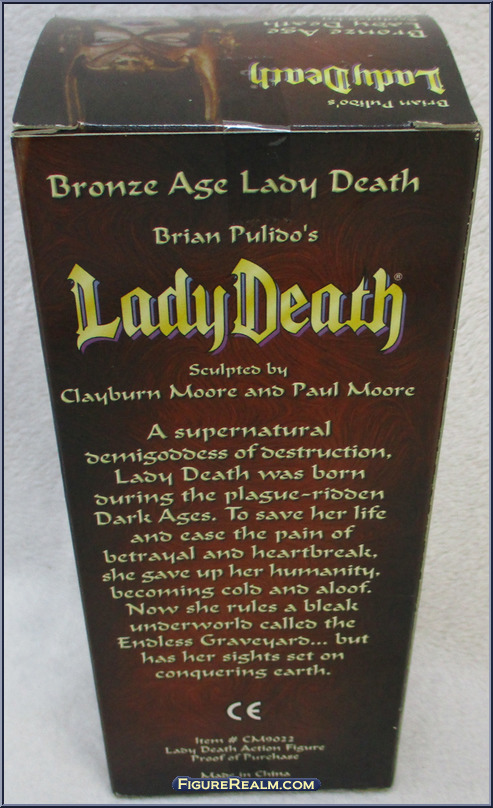 Bronze Age
Lady Death
Lady Death
Brian Pulido's
Bronze Age Lady Death
Brian Pulido's
Lady Death®
Sculpted by
Clayburn Moore and Paul Moore
A supernatural
demigoddess of destruction,
Lady Death was born
during the plague-ridden
Dark Ages. To save her life
and ease the pain of
betrayal and heartbreak,
she gave up her humanity,
becoming cold and aloof.
Now she rules a bleak
underworld called the
Endless Graveyard... but
has her sights set on
conquering earth.
CE
Item # CM9022
Lady Death Action Figure
Proof of Purchase
Made in China
FigureRealm.com